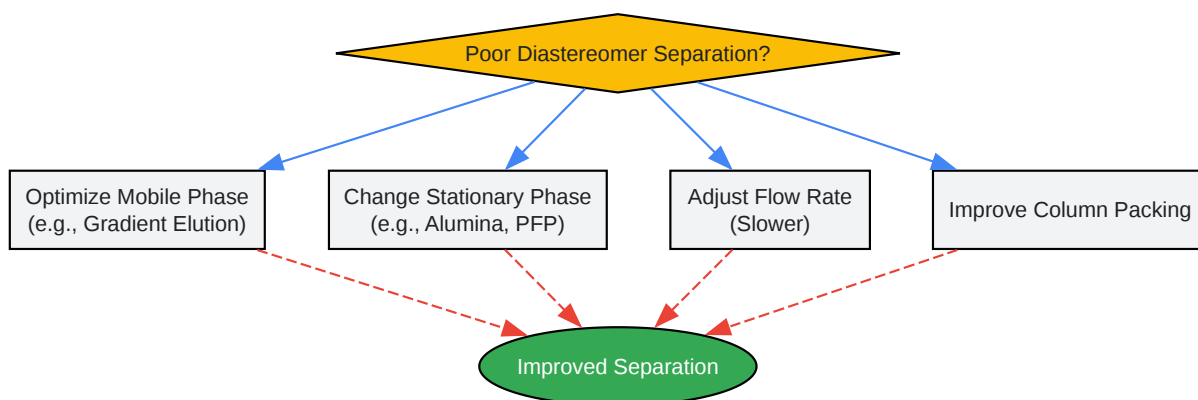 Poor Diastereomer Separation?
Optimize Mobile Phase
(e.g., Gradient Elution)
Change Stationary Phase
(e.g., Alumina, PFP)
Adjust Flow Rate
(Slower)
Improve Column Packing
Improved Separation